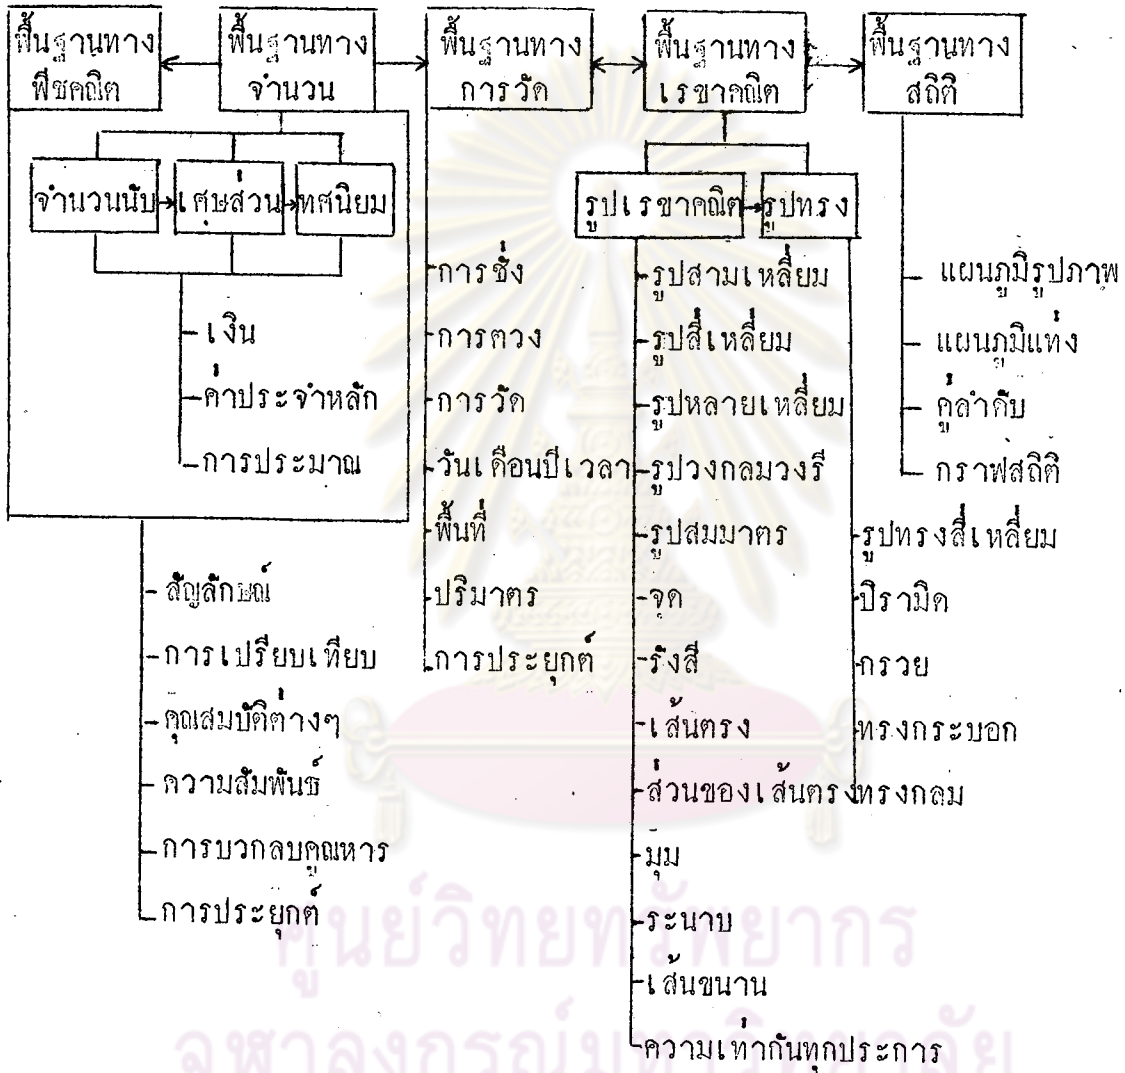 พื้นฐานทาง
พีชคณิต
พื้นฐานทาง
จำนวน
พื้นฐานทาง
การวัด
พื้นฐานทาง
เรขาคณิต
พื้นฐานทาง
สถิติ
จำนวนนับ
เศษส่วน
ทศนิยม
เงิน
ค่าประจำหลัก
การประมาณ
สัญลักษณ์
การเปรียบเทียบ
คุณสมบัติต่างๆ
ความสัมพันธ์
การบวกลบคูณหาร
การประยุกต์
การชั่ง
การตวง
การวัด
วันเดือนปีเวลา
พื้นที่
ปริมาตร
การประยุกต์
รูปเรขาคณิต
รูปทรง
รูปสามเหลี่ยม
รูปสี่เหลี่ยม
รูปหลายเหลี่ยม
รูปวงกลมวงรี
รูปสมมาตร
จุด
รังสี
เส้นตรง
ส่วนของเส้นตรง
มุม
ระนาบ
เส้นขนาน
ความเท่ากันทุกประการ
รูปทรงสี่เหลี่ยม
ปิรามิด
กรวย
ทรงกระบอก
ทรงกลม
แผนภูมิรูปภาพ
แผนภูมิแท่ง
คู่ลำดับ
กราฟสถิติ
ศูนย์วิทยทรัพยากร
จุฬาลงกรณ์มหาวิทยาลัย